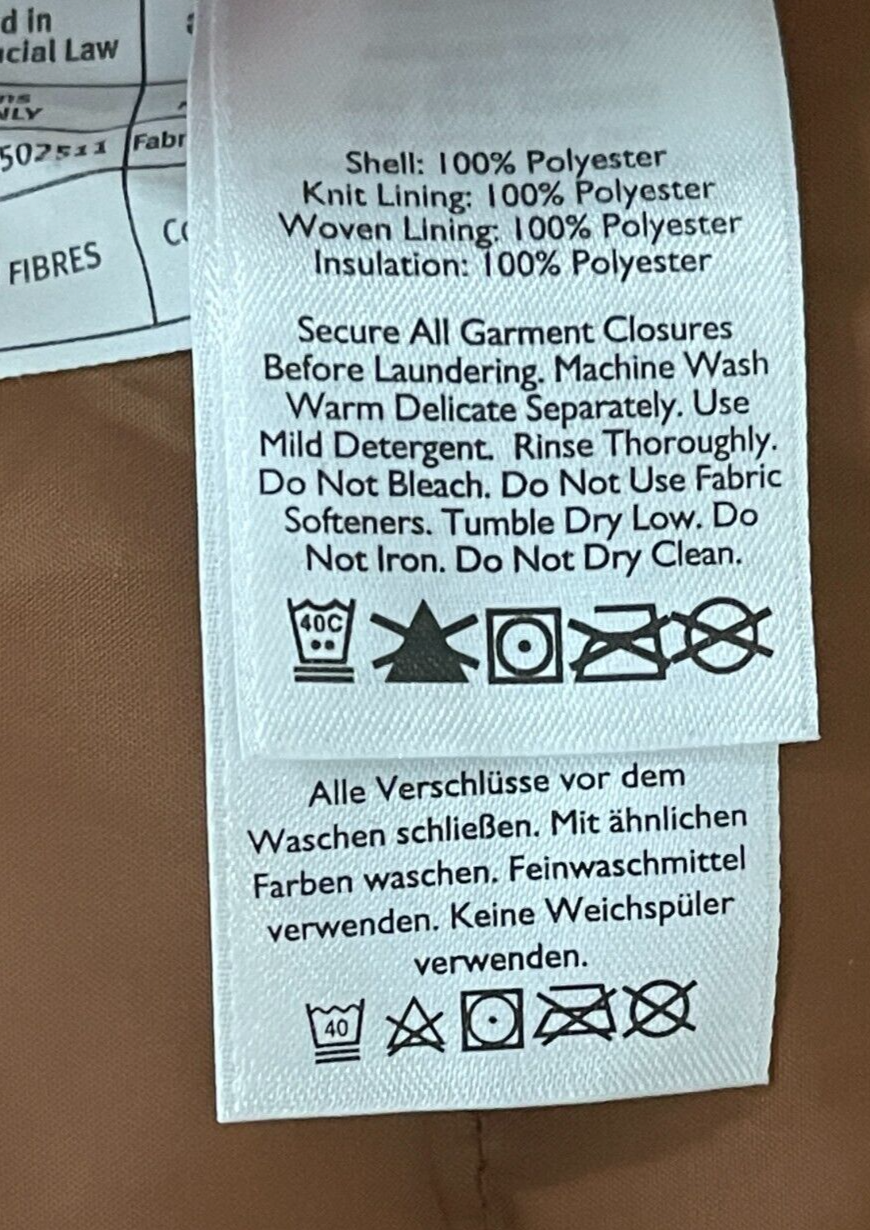 d in
cial Law
NLY
502511
Fabr
FIBRES
Shell: 100% Polyester
Knit Lining: 100% Polyester
Woven Lining: 100% Polyester
Insulation: 100% Polyester
Secure All Garment Closures
Before Laundering. Machine Wash
Warm Delicate Separately. Use
Mild Detergent. Rinse Thoroughly.
Do Not Bleach. Do Not Use Fabric
Softeners. Tumble Dry Low. Do
Not Iron. Do Not Dry Clean.
40C
Alle Verschlüsse vor dem
Waschen schließen. Mit ähnlichen
Farben waschen. Feinwaschmittel
verwenden. Keine Weichspüler
verwenden.
40